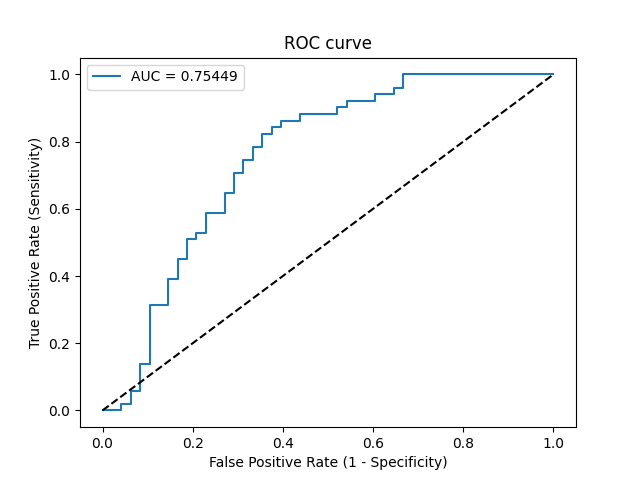 ROC curve
AUC = 0.75449
1.0
0.8
0.6
0.4
0.2
0.0
True Positive Rate (Sensitivity)
0.0 0.2 0.4 0.6 0.8 1.0
False Positive Rate (1 - Specificity)